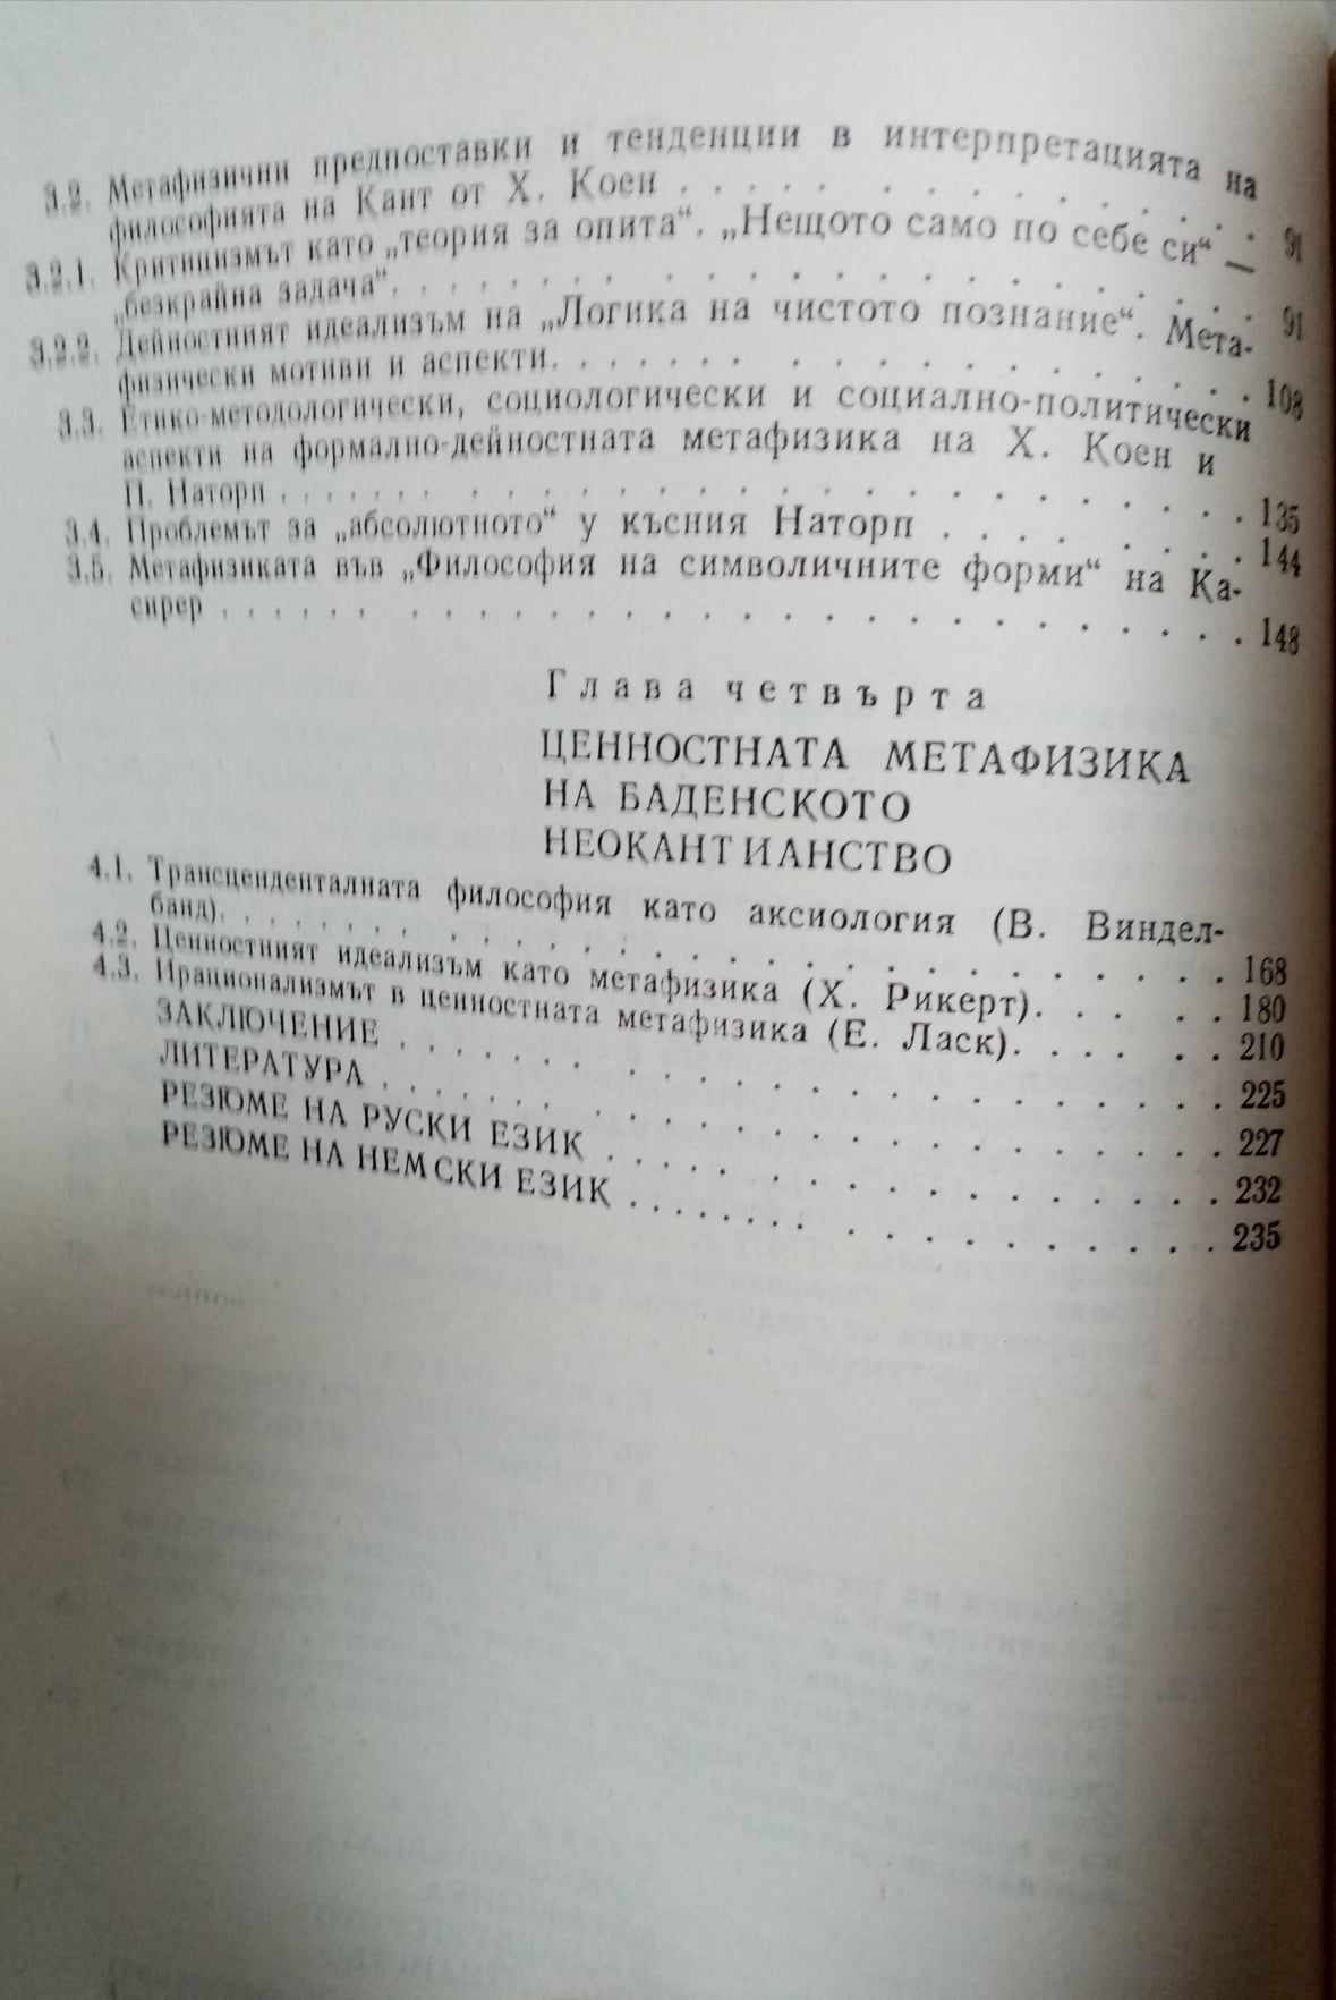 3.2. Метафизични предпоставки и тенденции в интерпретацията на
философията на Кант от Х. Коен . . . . . . . . . . . . . . . 91
3.2.1. Критицизмът като „теория за опита“. „Нещото само по себе си“ —
„безкрайна задача“. . . . . . . . . . . . . . . . . . . . . 91
3.2.2. Дейностният идеализъм на „Логика на чистото познание“. Мета-
физически мотиви и аспекти. . . . . . . . . . . . . . . . . . 108
3.3. Етико-методологически, социологически и социално-политически
аспекти на формално-дейностната метафизика на Х. Коен и
П. Наторп . . . . . . . . . . . . . . . . . . . . . . . . 135
3.4. Проблемът за „абсолютното“ у късния Наторп . . . . . . . . . 144
3.5. Метафизиката във „Философия на символичните форми“ на Ка-
сирер . . . . . . . . . . . . . . . . . . . . . . . . . . 148
Глава четвърта
ЦЕННОСТНАТА МЕТАФИЗИКА
НА БАДЕНСКОТО
НЕОКАНТИАНСТВО
4.1. Трансценденталната философия като аксиология (В. Виндел-
банд). . . . . . . . . . . . . . . . . . . . . . . . . . 168
4.2. Ценностният идеализъм като метафизика (Х. Рикерт). . . . . . 180
4.3. Ирационализмът в ценностната метафизика (Е. Ласк). . . . . . 210
ЗАКЛЮЧЕНИЕ . . . . . . . . . . . . . . . . . . . . . . 225
ЛИТЕРАТУРА . . . . . . . . . . . . . . . . . . . . . . 227
РЕЗЮМЕ НА РУСКИ ЕЗИК . . . . . . . . . . . . . . . . . 232
РЕЗЮМЕ НА НЕМСКИ ЕЗИК . . . . . . . . . . . . . . . . . 235